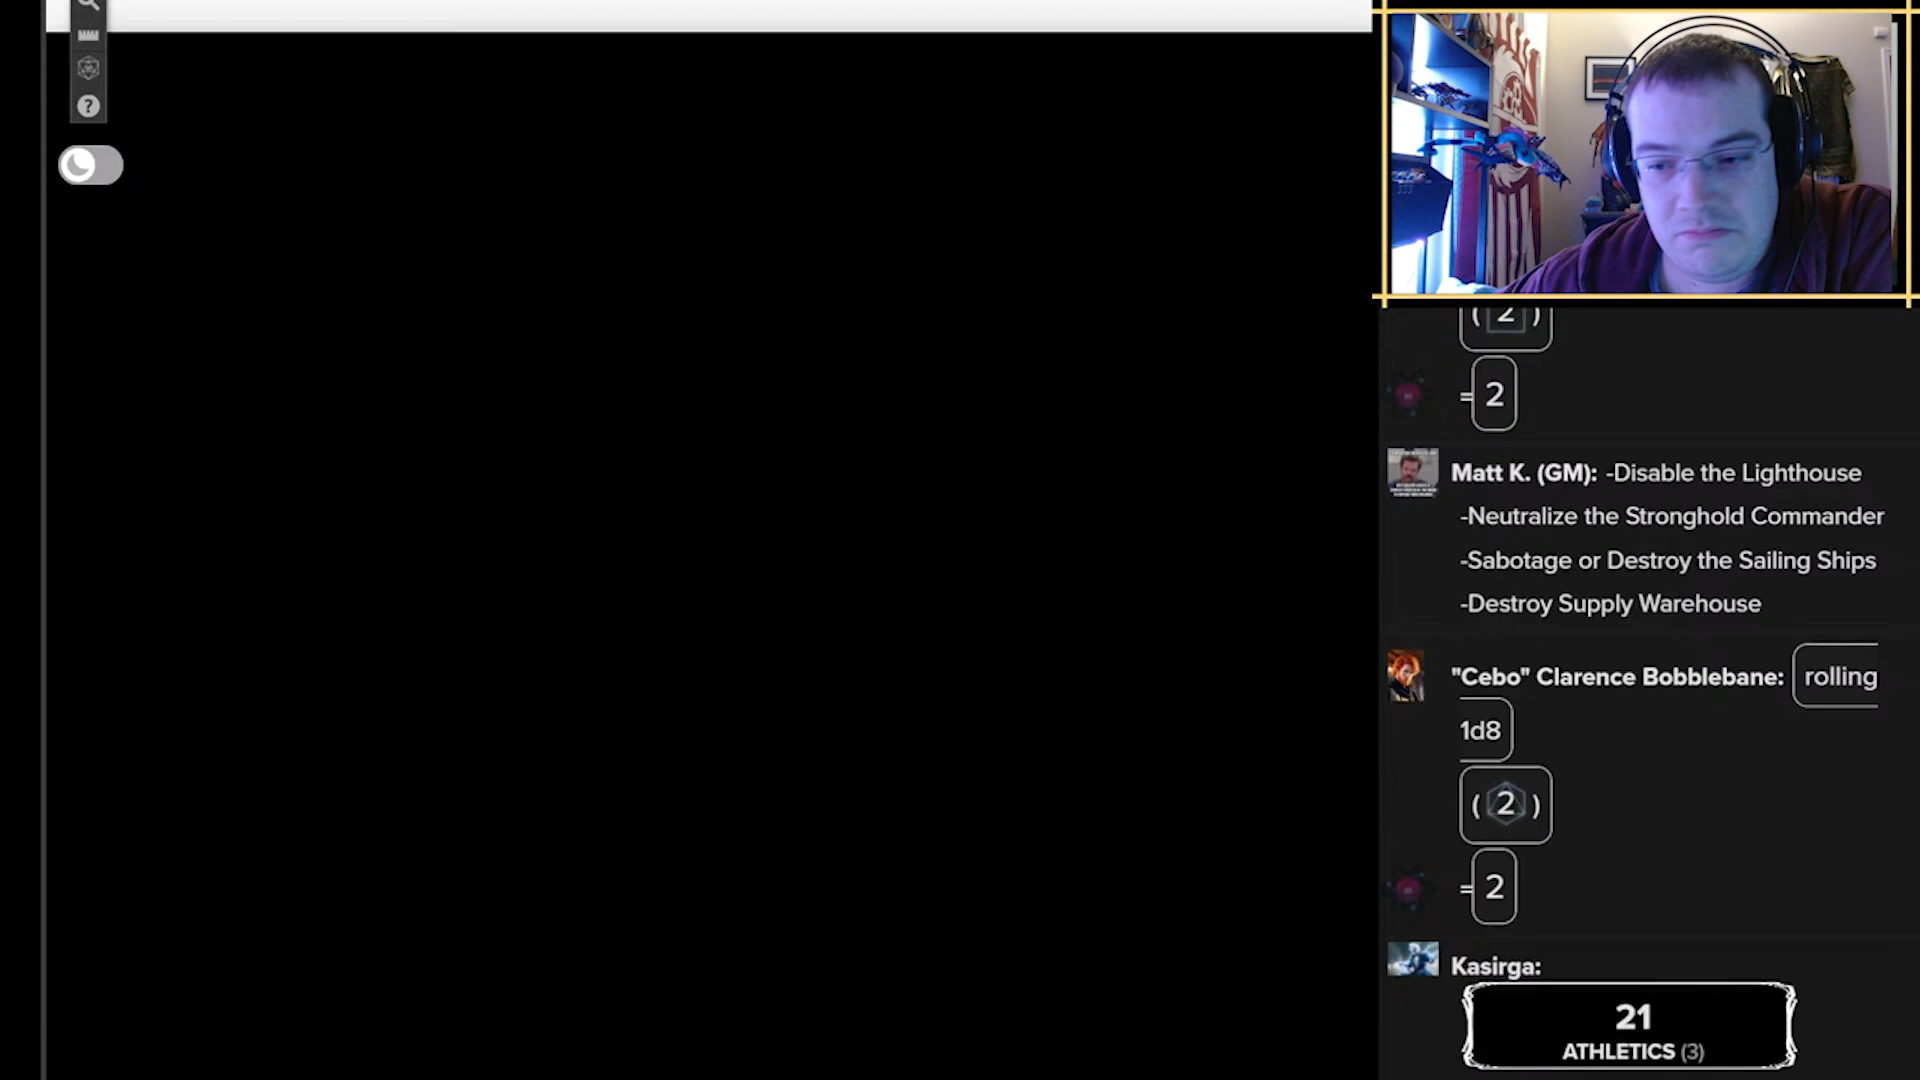 ?
( 2 )
=2
Matt K. (GM): -Disable the Lighthouse
-Neutralize the Stronghold Commander
-Sabotage or Destroy the Sailing Ships
-Destroy Supply Warehouse
"Cebo" Clarence Bobblebane: rolling
1d8
( 2 )
=2
Kasirga:
21
ATHLETICS (3)